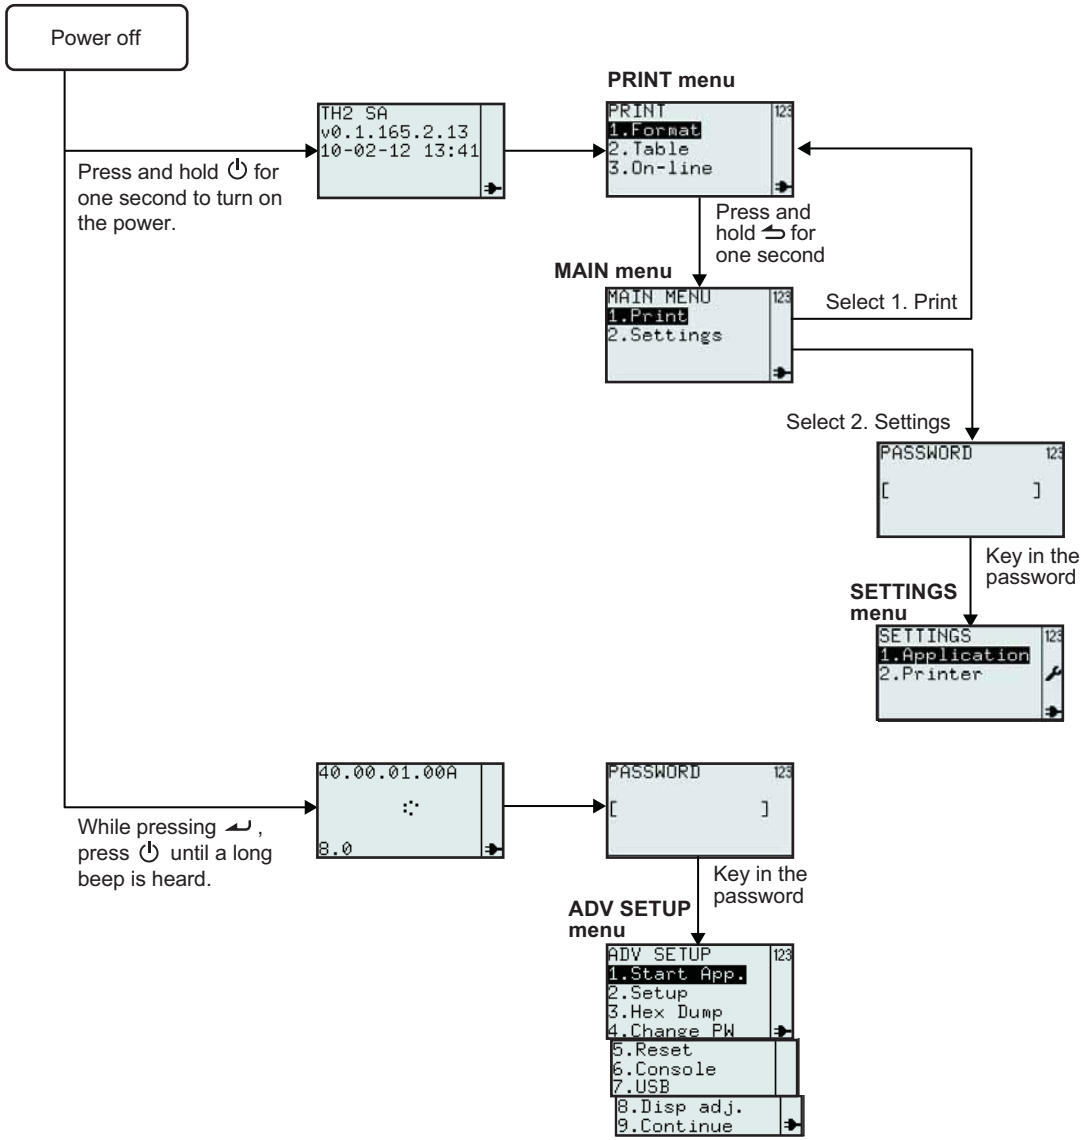 Power off
PRINT menu
TH2 SA
v0.1.165.2.13
10-02-12 13:41
PRINT 123
1.Format
2.Table
3.On-line
Press and hold for
one second to turn on
the power.
Press and
hold for
one second
MAIN menu
MAIN MENU 123
1.Print
2.Settings
Select 1. Print
Select 2. Settings
PASSWORD 123
[ ]
Key in the
password
SETTINGS
menu
SETTINGS 123
1.Application
2.Printer
40.00.01.00A
8.0
PASSWORD 123
[ ]
While pressing ,
press until a long
beep is heard.
Key in the
password
ADV SETUP
menu
ADV SETUP 123
1.Start App.
2.Setup
3.Hex Dump
4.Change PW
5.Reset
6.Console
7.USB
8.Disp adj.
9.Continue